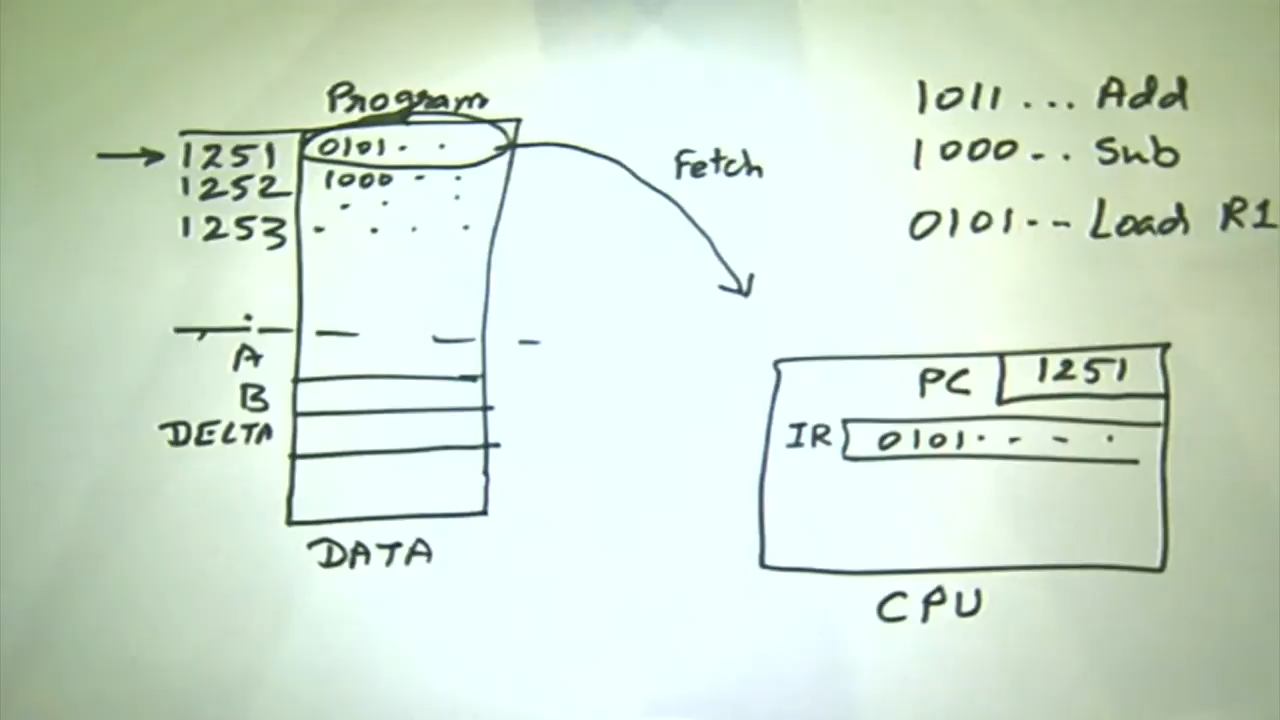 Program
1251 0101 . . .
1252 1000 - . .
1253 . . . .
A
B
DELTA
DATA
Fetch
1011 ... Add
1000 - . . Sub
0101 . - - Load R1
PC 1251
IR 0101 . - - .
CPU